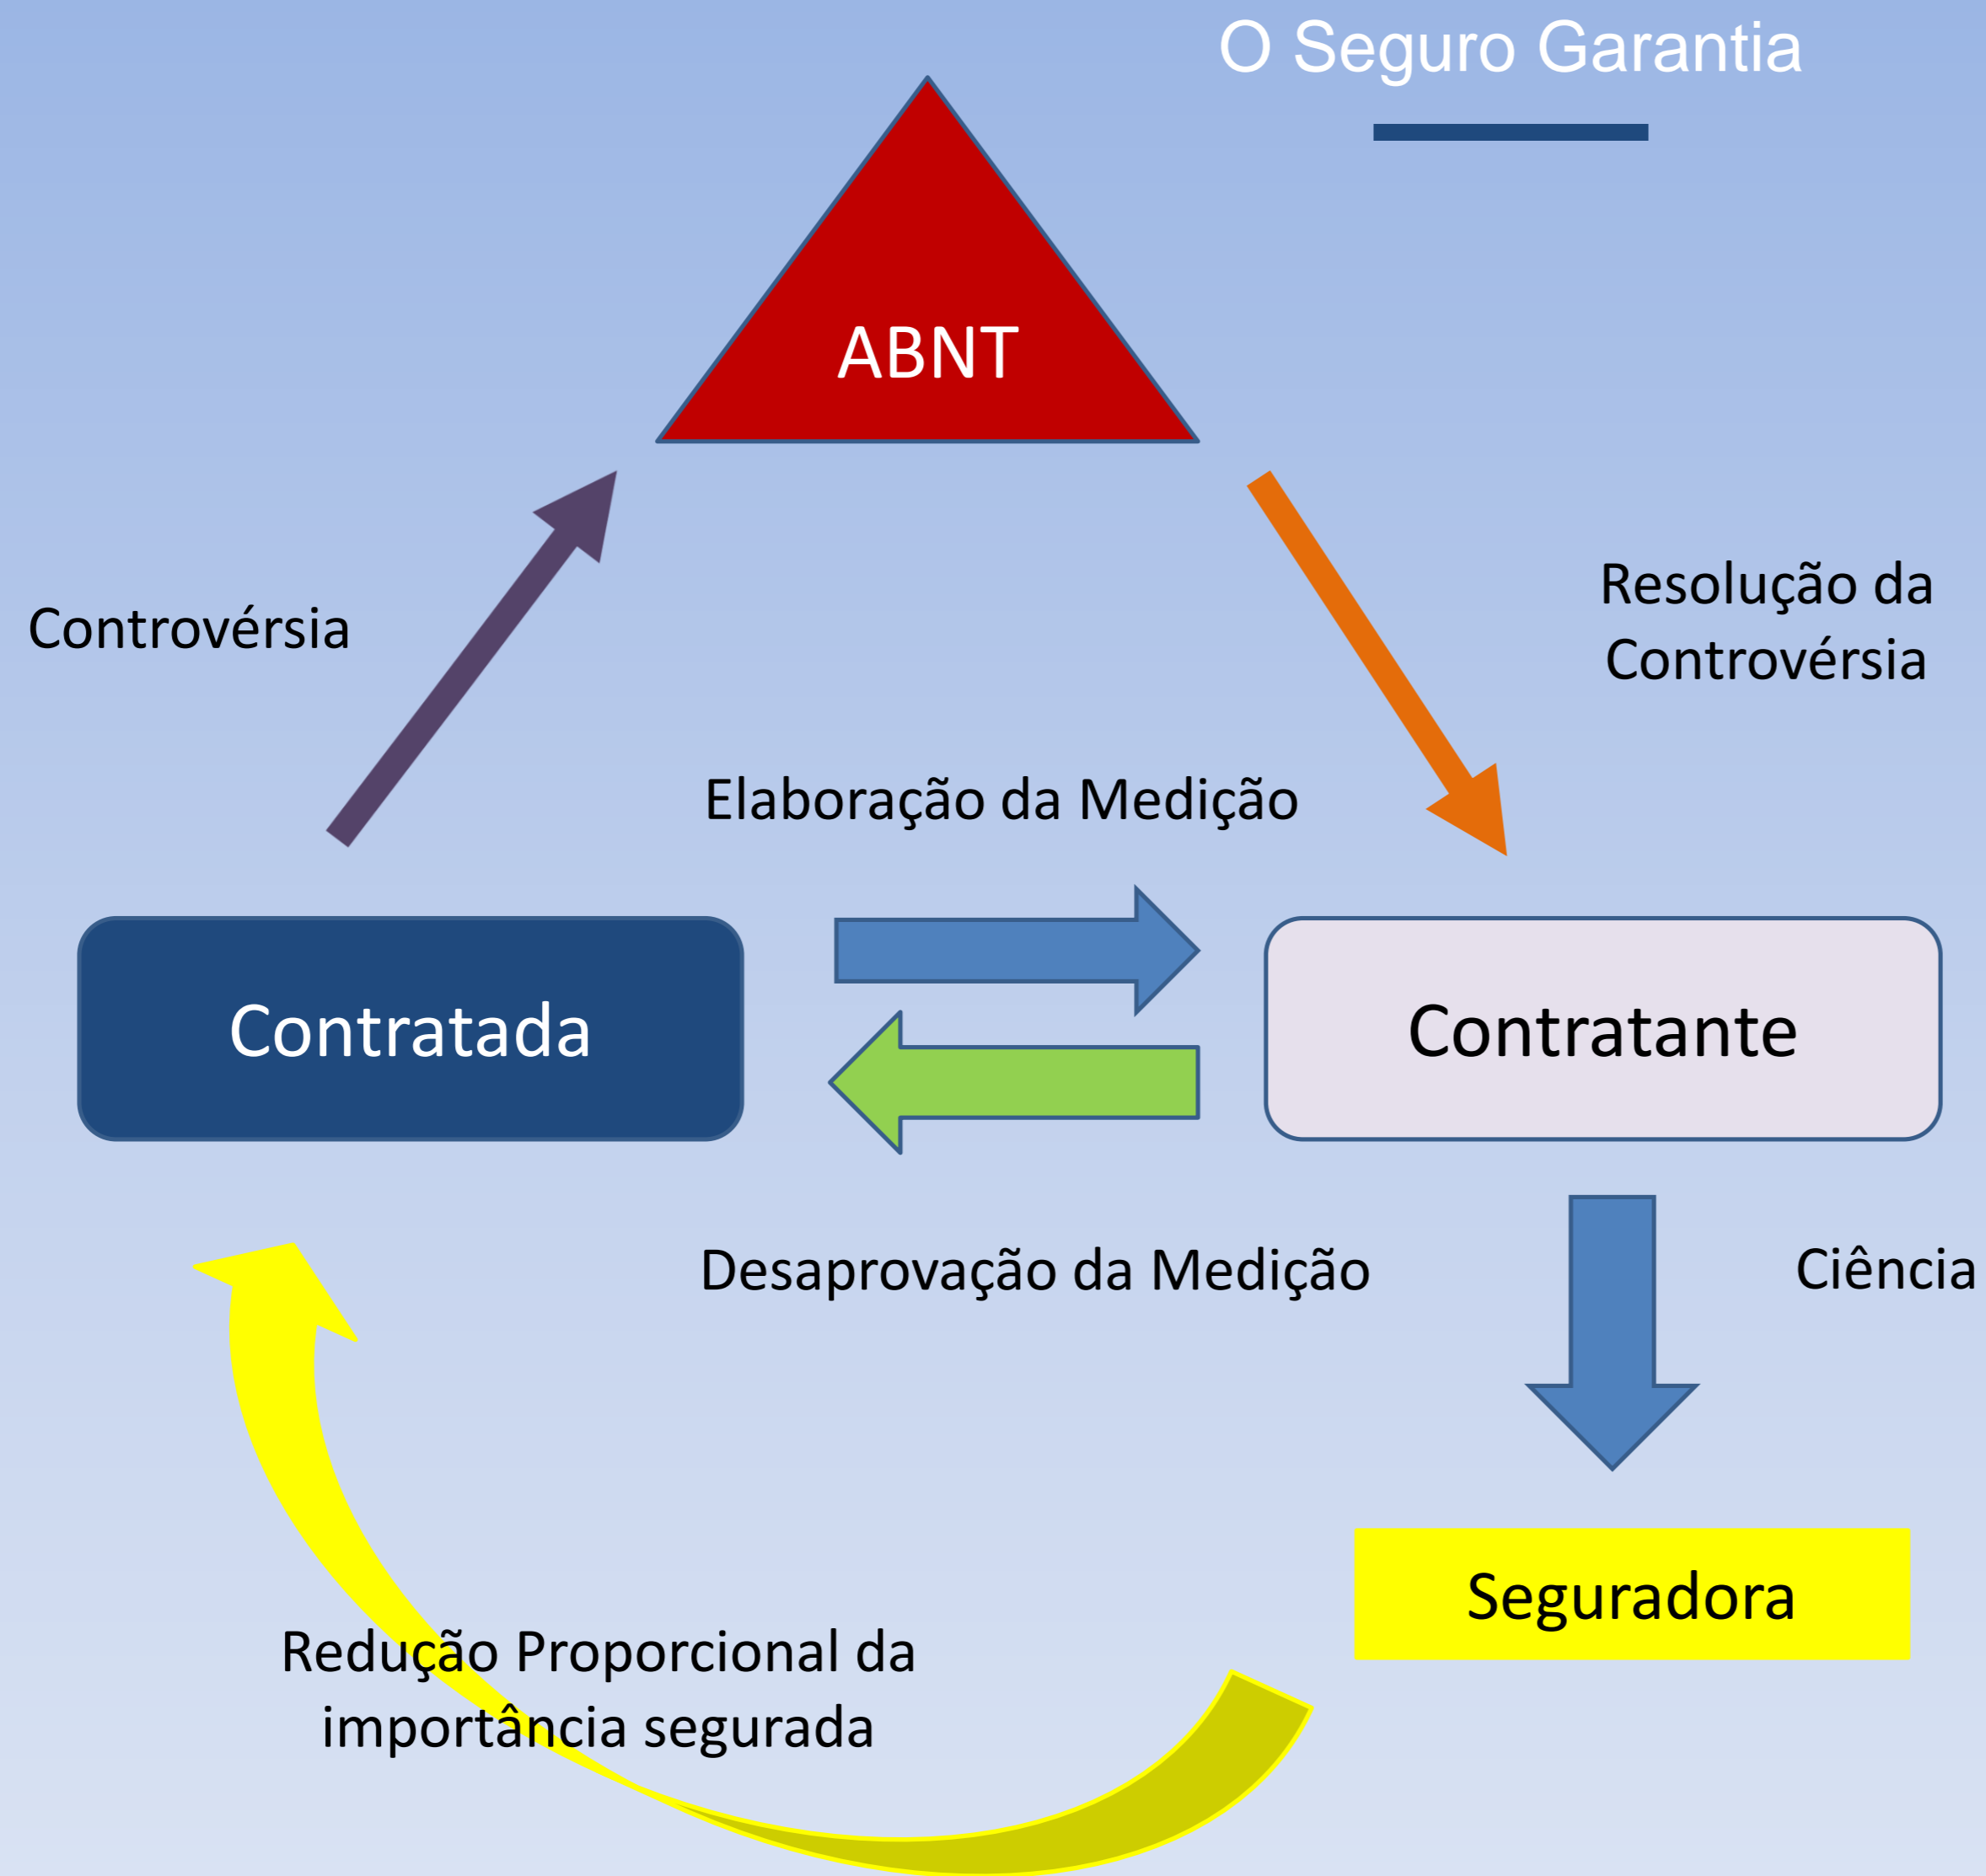 O Seguro Garantia
ABNT
Controvérsia
Resolução da
Controvérsia
Elaboração da Medição
Contratada
Contratante
Desaprovação da Medição
Ciência
Seguradora
Redução Proporcional da
importância segurada